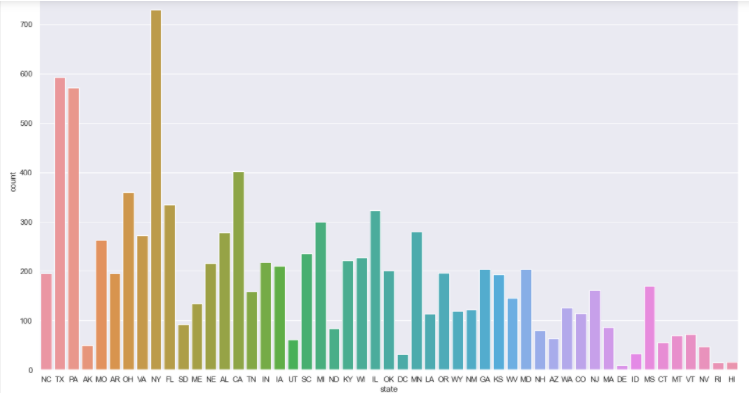 700
600
500
400
300
200
100
0
count
NC TX PA AK MO AR OH VA NY FL SD ME NE AL CA TN IN IA UT SC MI ND KY WI IL OK DC MN LA OR WY NM GA KS WV MD NH AZ WA CO NJ MA DE ID MS CT MT VT NV RI HI
state